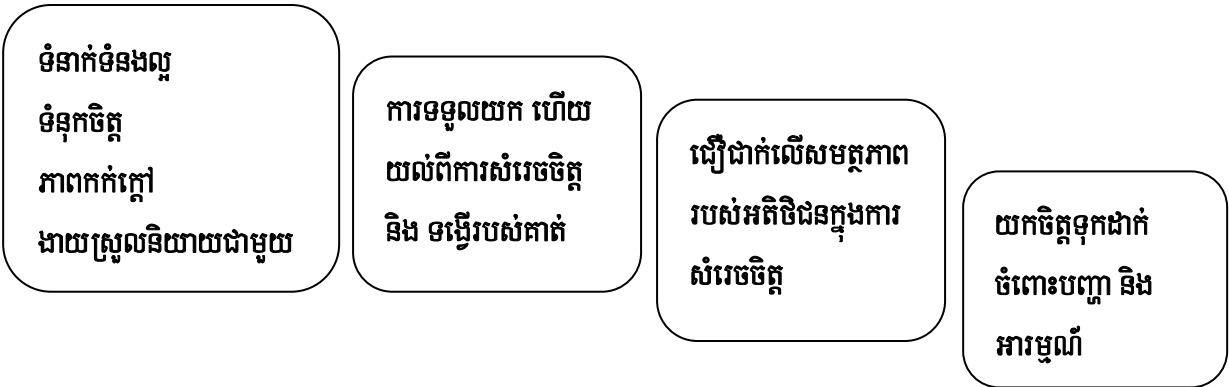 ទំនាក់ទំនងល្អ
ទំនុកចិត្ត
ភាពកក់ក្តៅ
ងាយស្រួលនិយាយជាមួយ
ការទទួលយក ហើយ
យល់ពីការសំរេចចិត្ត
និង ទង្វើរបស់គាត់
ជឿជាក់លើសមត្ថភាព
របស់អតិថិជនក្នុងការ
សំរេចចិត្ត
យកចិត្តទុកដាក់
ចំពោះបញ្ហា និង
អារម្មណ៍